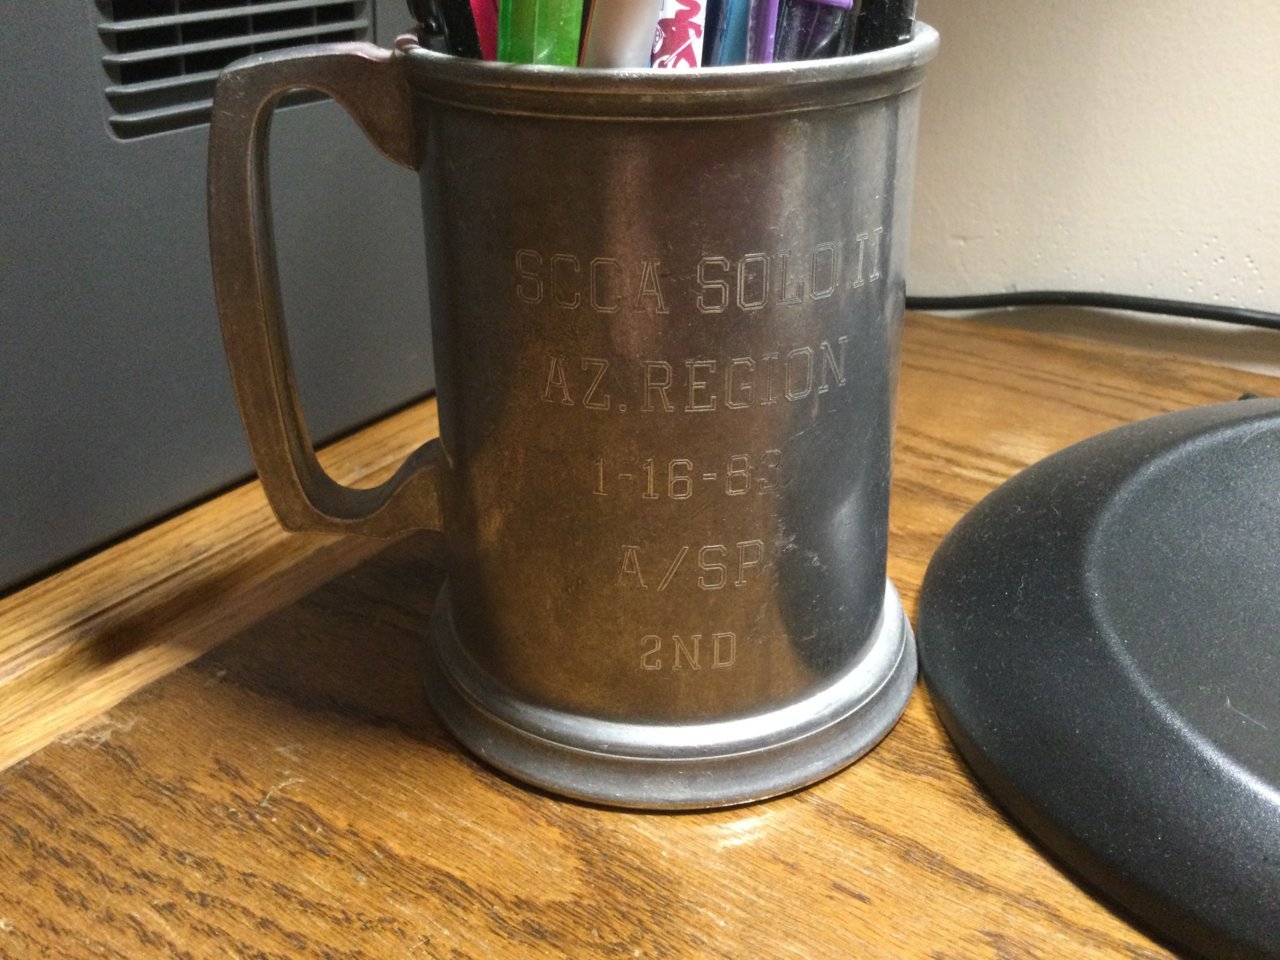 SCCA SOLO II
AZ. REGION
1-16-83
A/SP
2ND